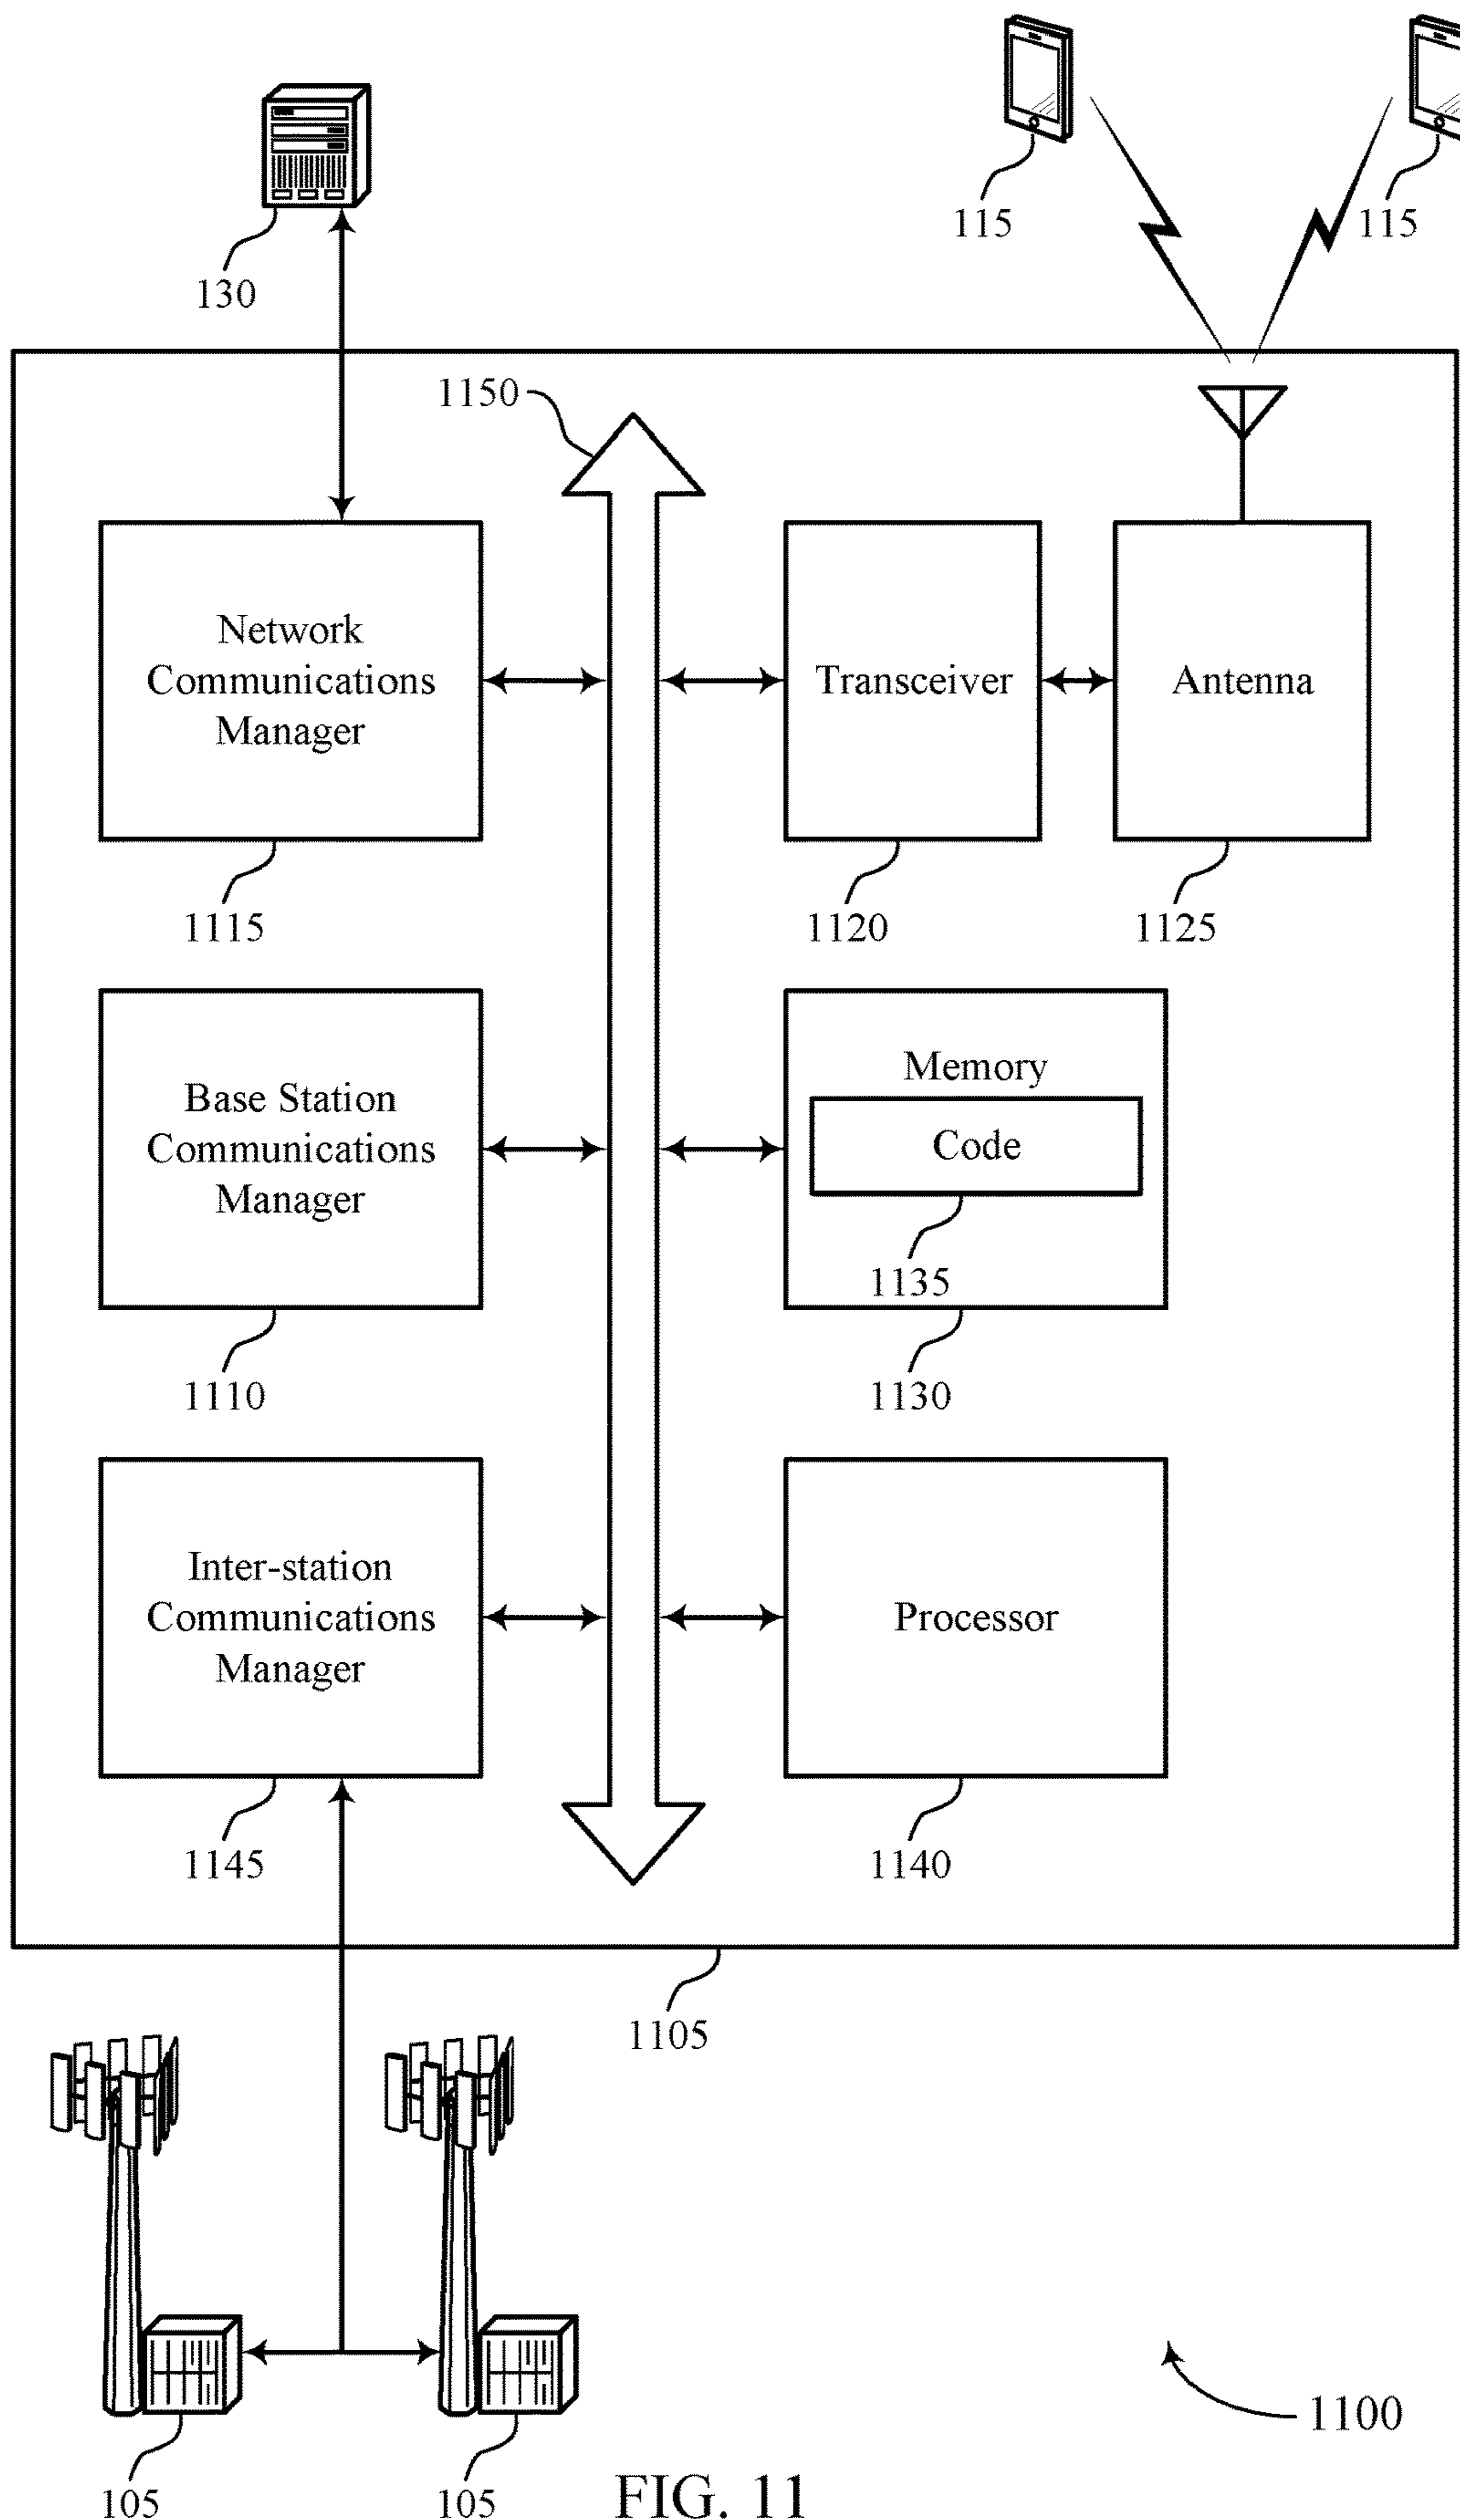 115
115
130
1150
Network
Communications
Manager
Transceiver
Antenna
1115
1120
1125
Base Station
Communications
Manager
Memory
Code
1135
1110
1130
Inter-station
Communications
Manager
Processor
1145
1140
1105
1100
105
105
FIG. 11